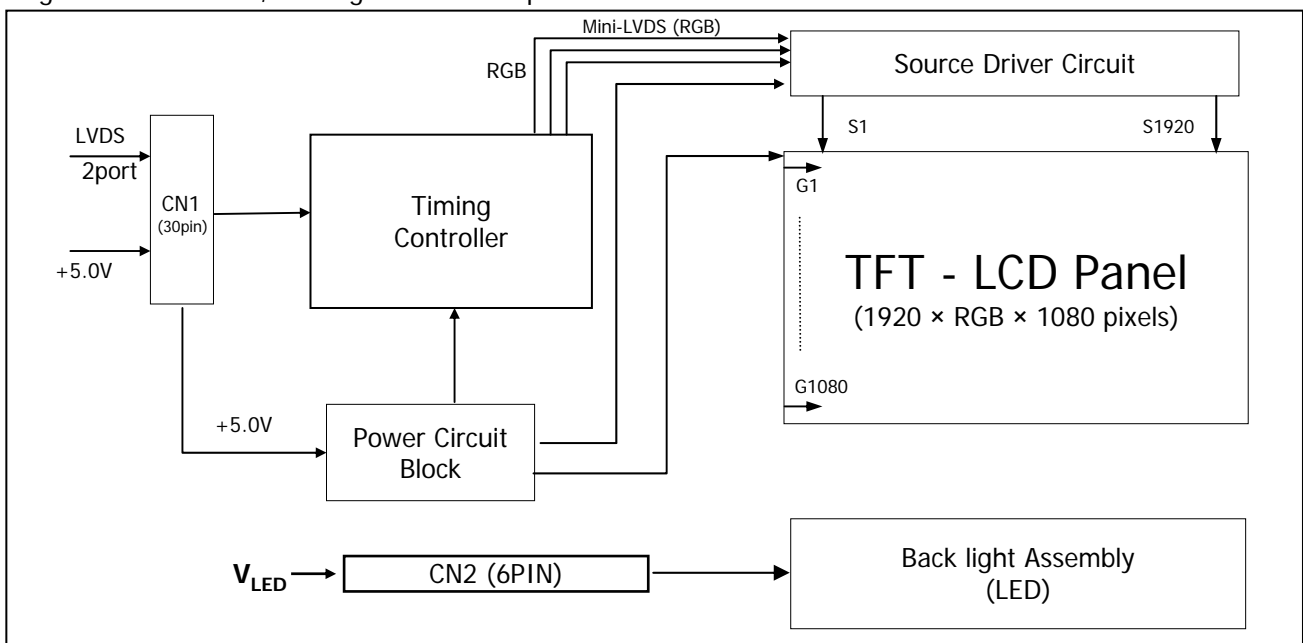 Mini-LVDS (RGB)
RGB
Source Driver Circuit
S1
S1920
LVDS
2port
CN1
(30pin)
+5.0V
Timing
Controller
G1
TFT - LCD Panel
(1920 × RGB × 1080 pixels)
G1080
+5.0V
Power Circuit
Block
VLED
CN2 (6PIN)
Back light Assembly
(LED)